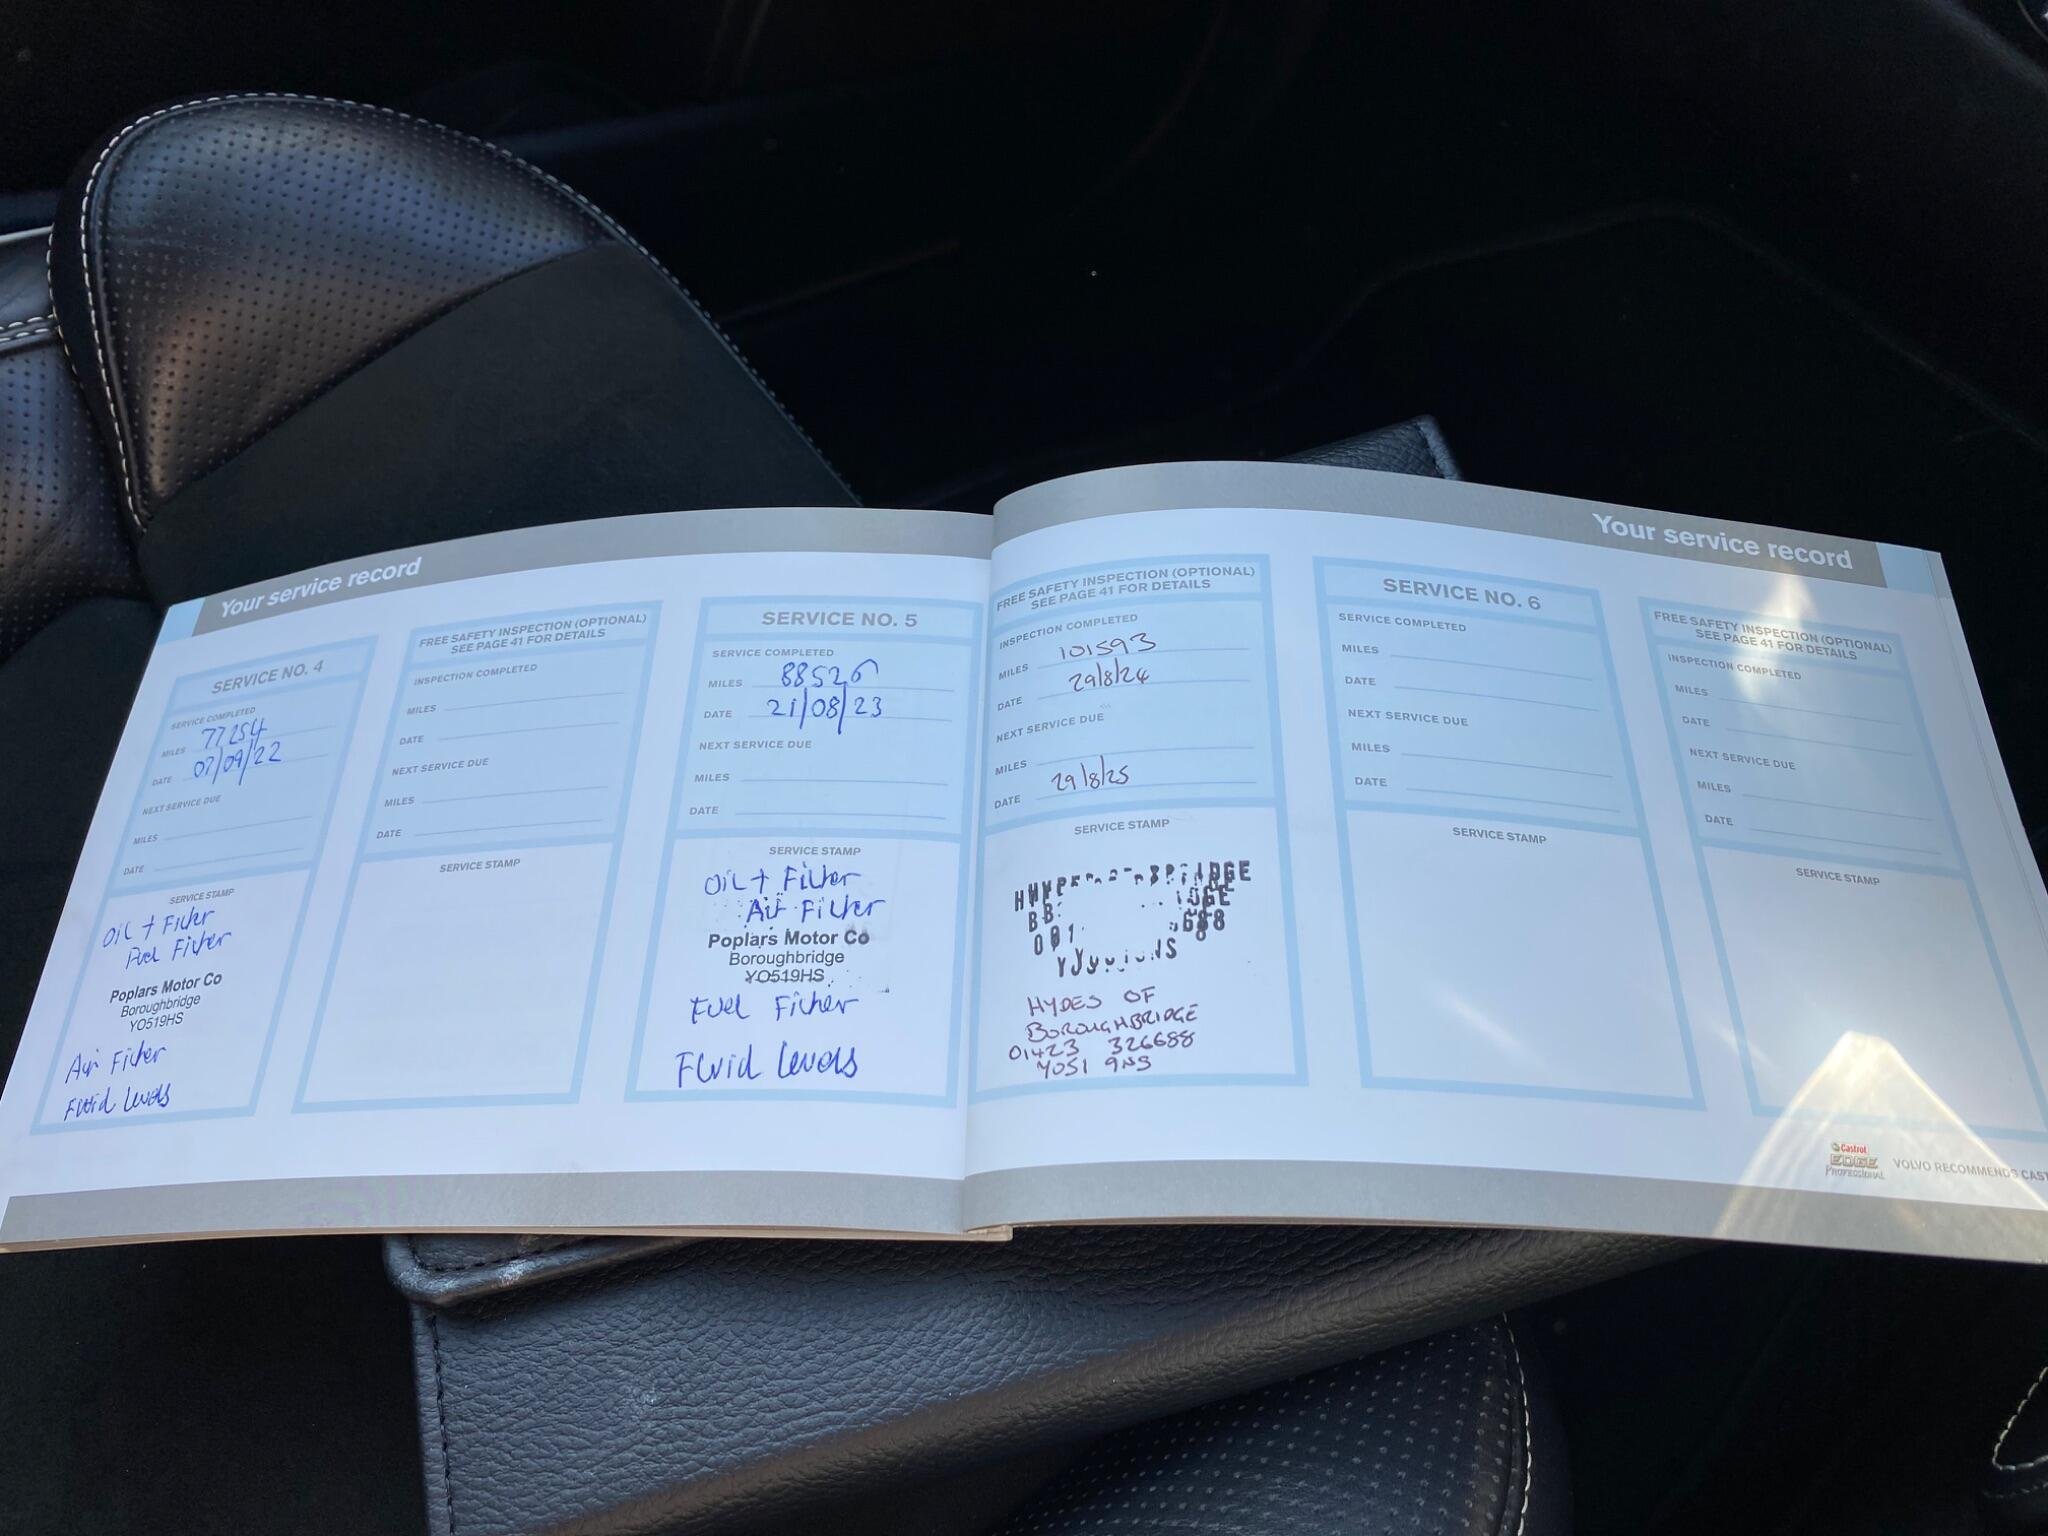 Your service record
SERVICE NO. 4
SERVICE COMPLETED
MILES 77254
DATE 07/09/22
NEXT SERVICE DUE
MILES
DATE
SERVICE STAMP
Oil + Filter
Fuel Filter
Poplars Motor Co
Boroughbridge
YO519HS
Air Filter
Fluid levels
FREE SAFETY INSPECTION (OPTIONAL)
SEE PAGE 41 FOR DETAILS
INSPECTION COMPLETED
MILES
DATE
NEXT SERVICE DUE
MILES
DATE
SERVICE STAMP
SERVICE NO. 5
SERVICE COMPLETED
MILES 88526
DATE 21/08/23
NEXT SERVICE DUE
MILES
DATE
SERVICE STAMP
Oil + Filter
Air Filter
Poplars Motor Co
Boroughbridge
YO519HS
Fuel Filter
Fluid levels
Your service record
FREE SAFETY INSPECTION (OPTIONAL)
SEE PAGE 41 FOR DETAILS
INSPECTION COMPLETED
MILES 101593
DATE 29/8/24
NEXT SERVICE DUE
MILES
DATE 29/8/25
SERVICE STAMP
HYDES OF
BOROUGHBRIDGE
01423 326688
YO51 9NS
SERVICE NO. 6
SERVICE COMPLETED
MILES
DATE
NEXT SERVICE DUE
MILES
DATE
SERVICE STAMP
FREE SAFETY INSPECTION (OPTIONAL)
SEE PAGE 41 FOR DETAILS
INSPECTION COMPLETED
MILES
DATE
NEXT SERVICE DUE
MILES
DATE
SERVICE STAMP
Castrol
EDGE
PROFESSIONAL
VOLVO RECOMMENDS CAST